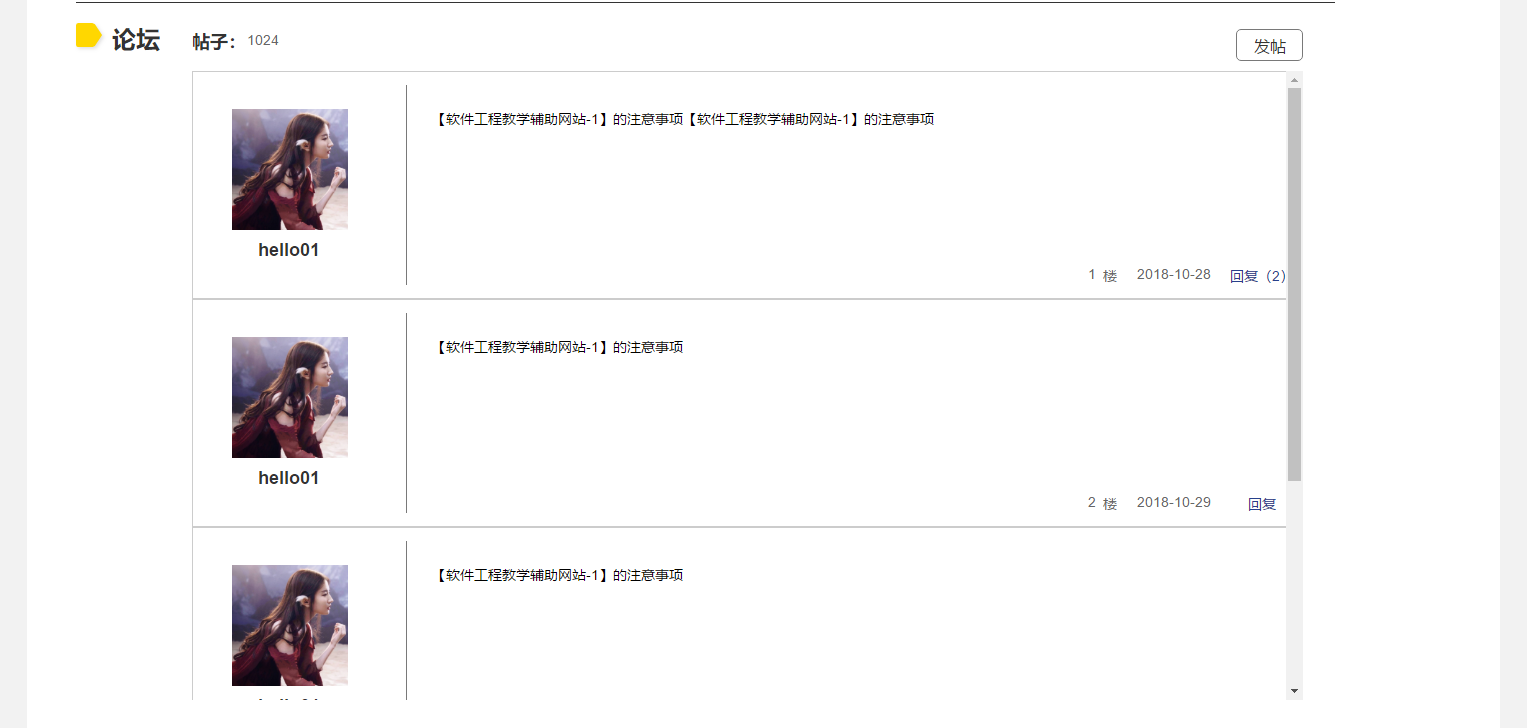 论坛
帖子： 1024
发帖
【软件工程教学辅助网站-1】的注意事项【软件工程教学辅助网站-1】的注意事项
hello01
1 楼 2018-10-28 回复（2）
【软件工程教学辅助网站-1】的注意事项
hello01
2 楼 2018-10-29 回复
【软件工程教学辅助网站-1】的注意事项